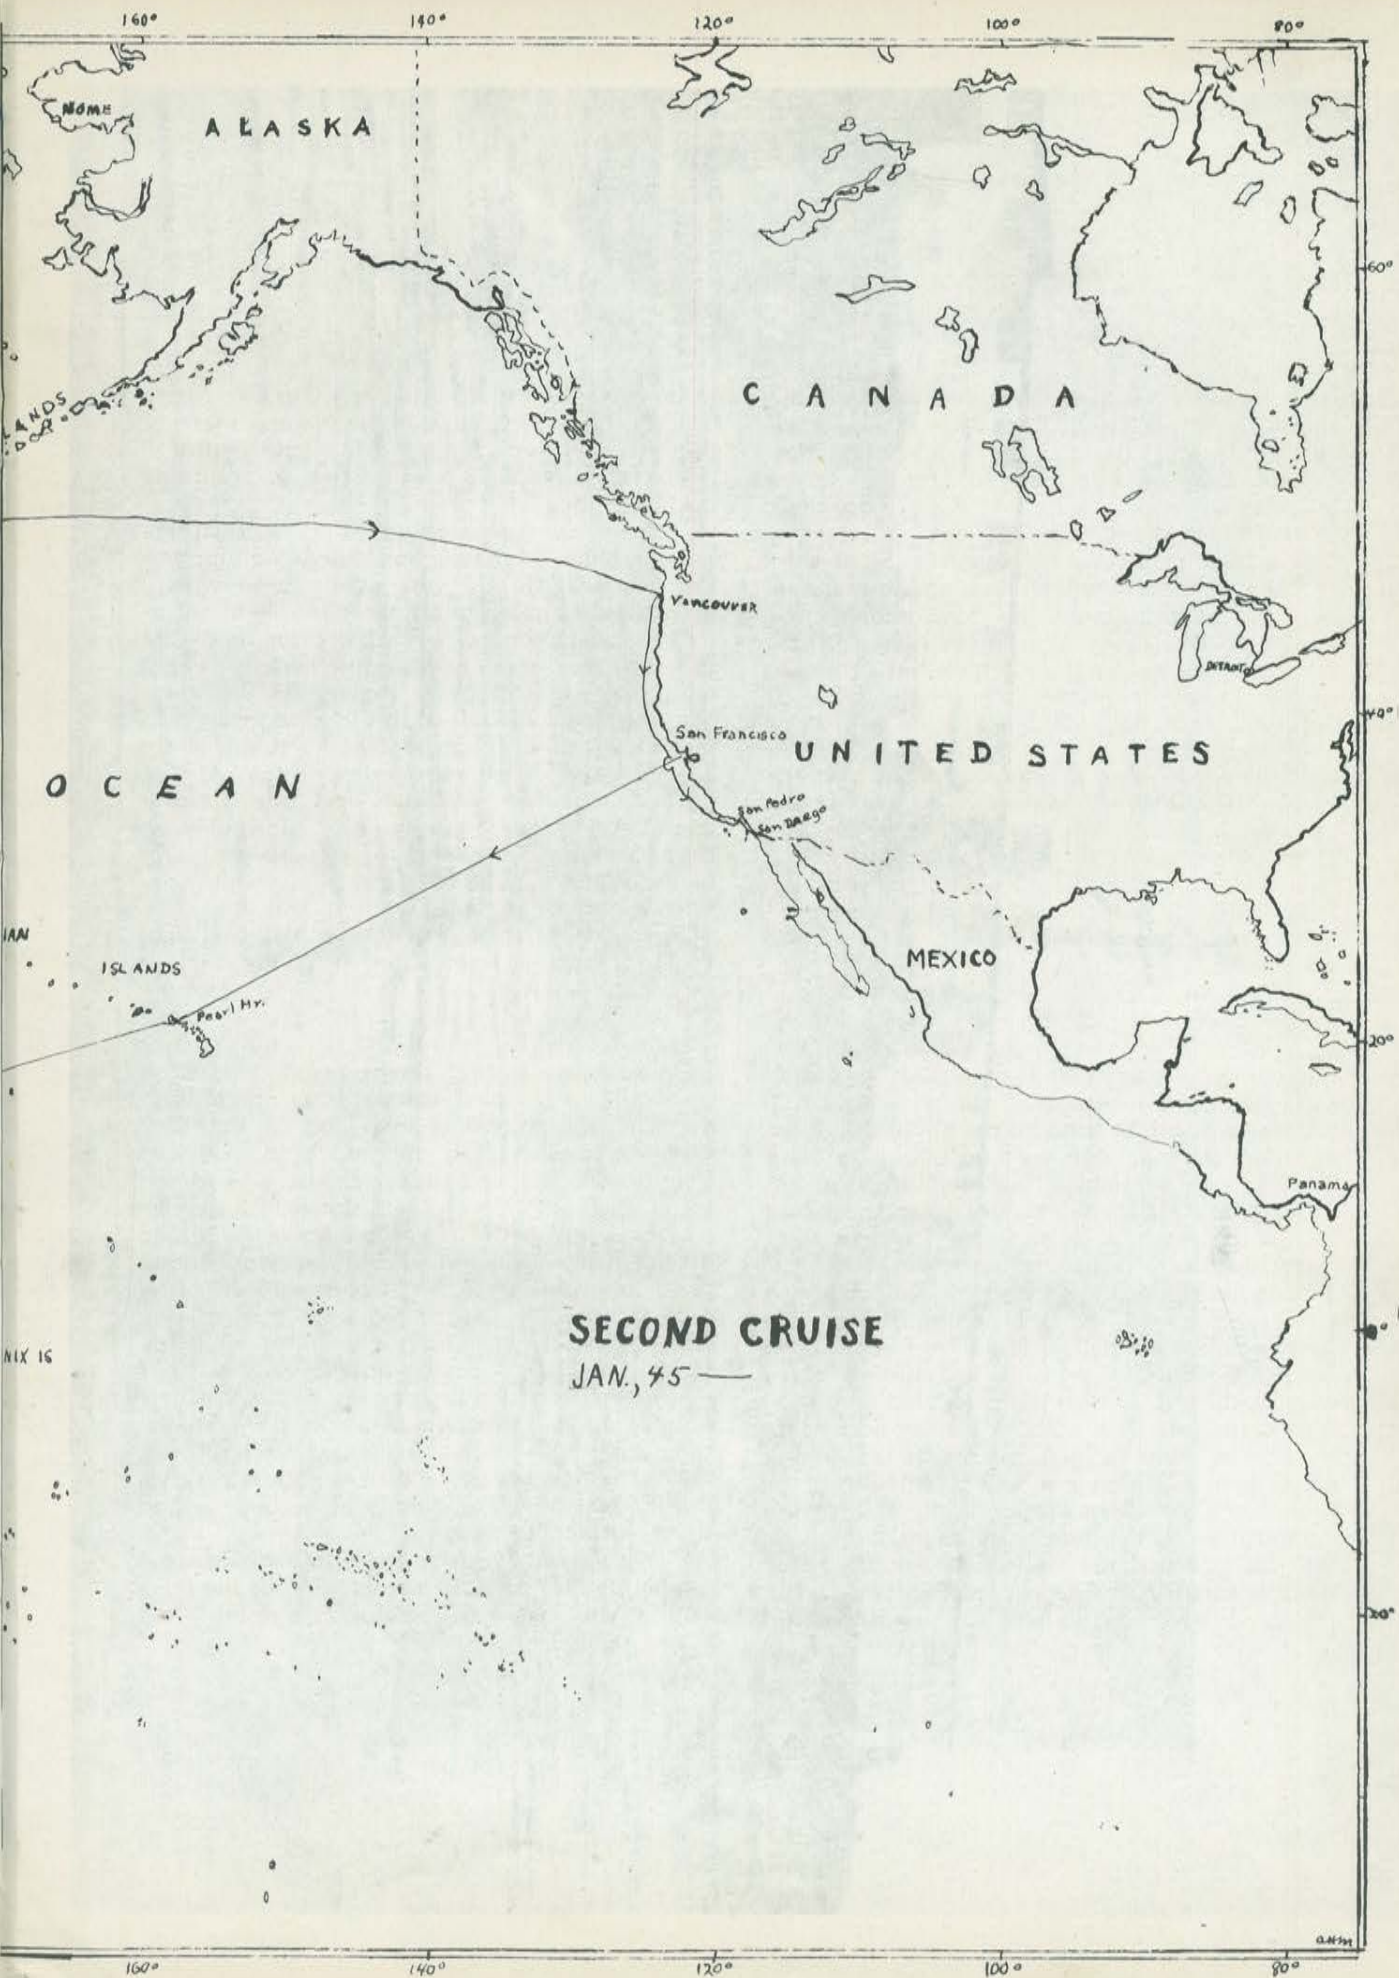 160° 140° 120° 100° 80°
NOME
ALASKA
60°
CANADA
ANDS
VANCOUVER
DETROIT
40°
San Francisco
UNITED STATES
OCEAN
San Pedro
San DAEgo
IAN
ISLANDS
MEXICO
Pearl Hr.
20°
Panama
0°
SECOND CRUISE
NIX IS
JAN., 45 —
20°
160° 140° 120° 100° 80°